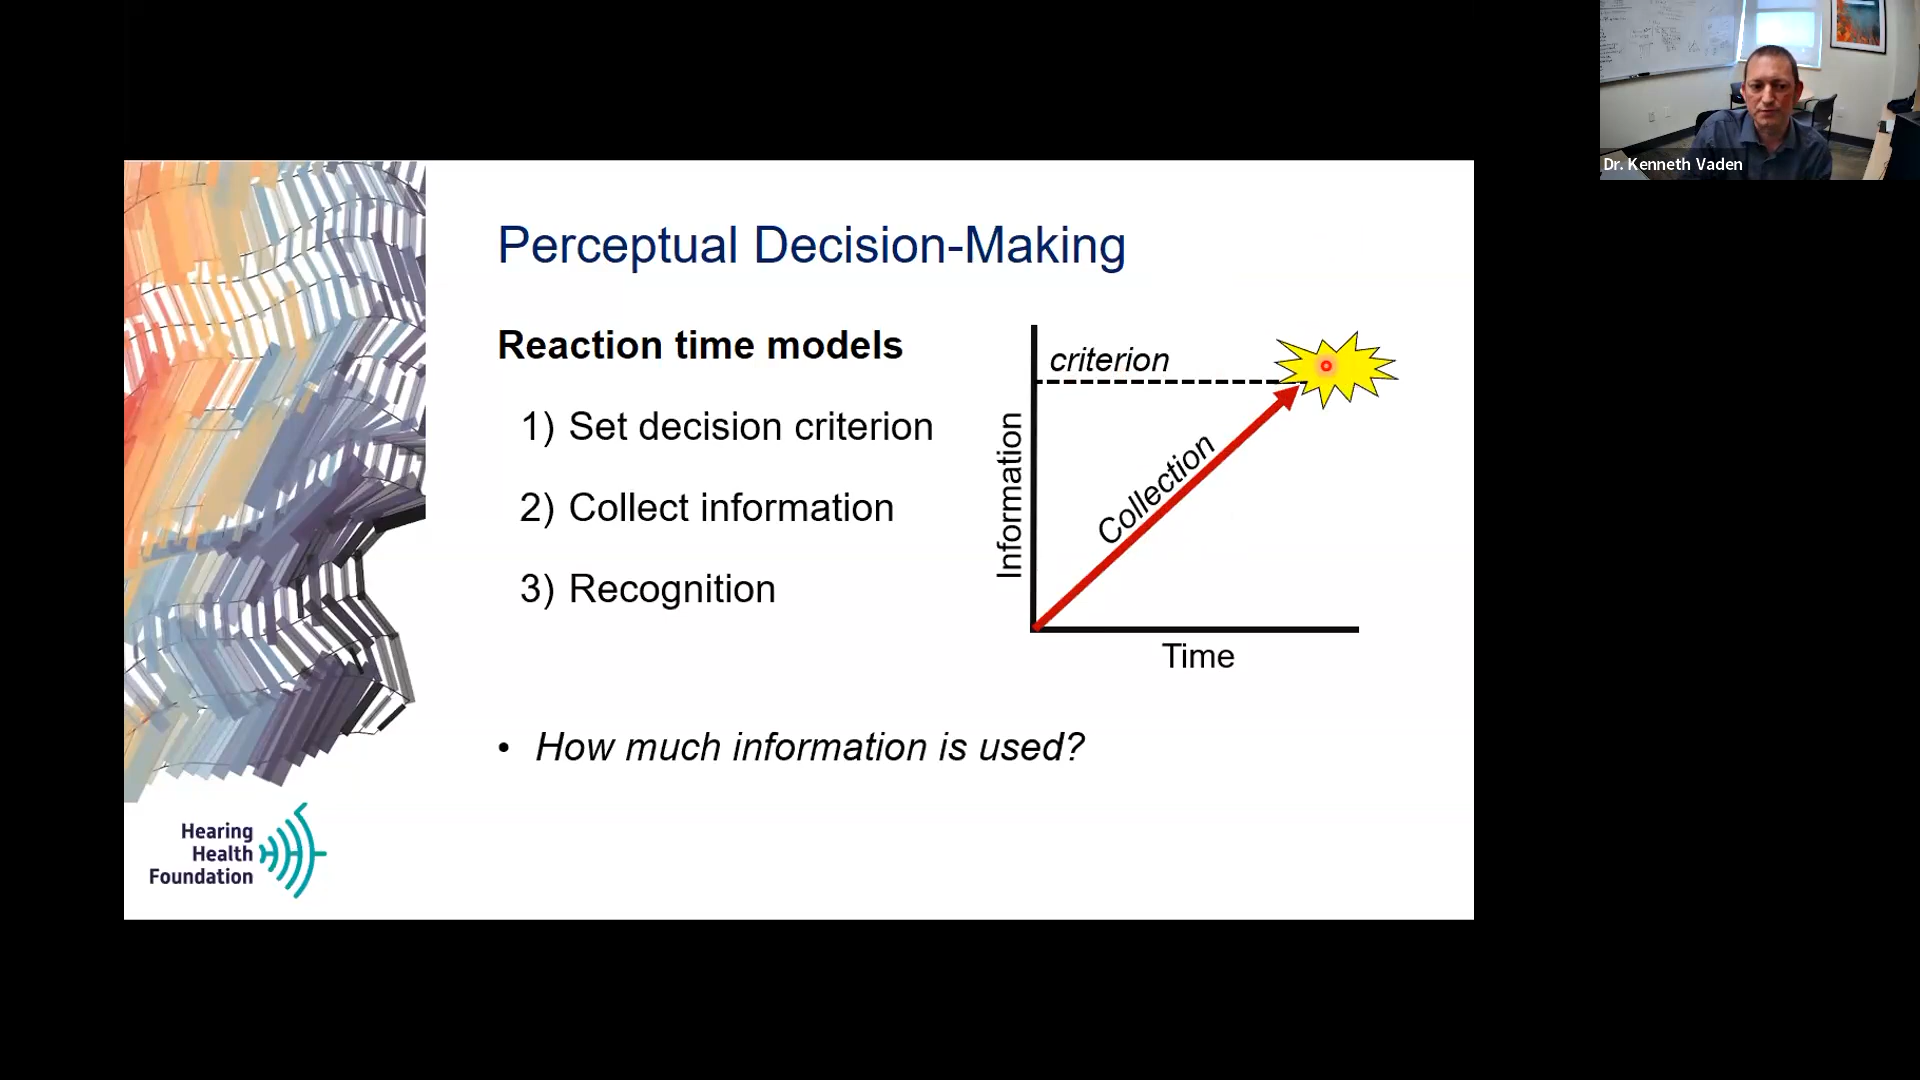 Dr. Kenneth Vaden
Perceptual Decision-Making
Reaction time models
1) Set decision criterion
2) Collect information
3) Recognition
criterion
Collection
Information
Time
• How much information is used?
Hearing
Health
Foundation